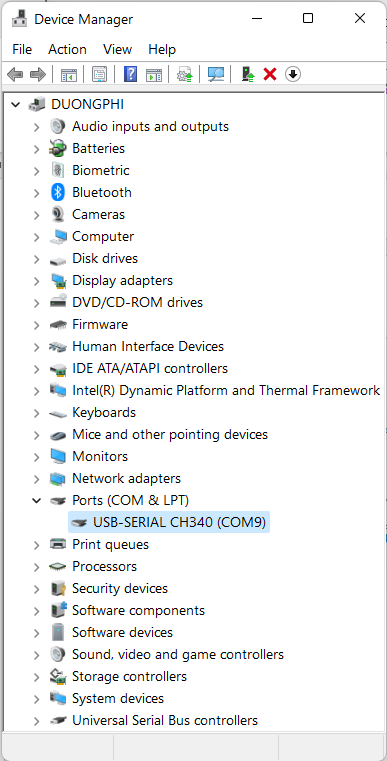 Device Manager
File Action View Help
DUONGPHI
Audio inputs and outputs
Batteries
Biometric
Bluetooth
Cameras
Computer
Disk drives
Display adapters
DVD/CD-ROM drives
Firmware
Human Interface Devices
IDE ATA/ATAPI controllers
Intel(R) Dynamic Platform and Thermal Framework
Keyboards
Mice and other pointing devices
Monitors
Network adapters
Ports (COM & LPT)
USB-SERIAL CH340 (COM9)
Print queues
Processors
Security devices
Software components
Software devices
Sound, video and game controllers
Storage controllers
System devices
Universal Serial Bus controllers